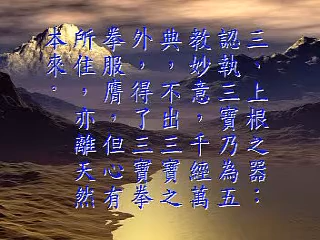 三、上根之器：
認執三寶乃為五
教妙意，千經萬
典，不出三寶之
外，得了三寶拳
拳服膺，但心有
所住，亦離天然
本來。